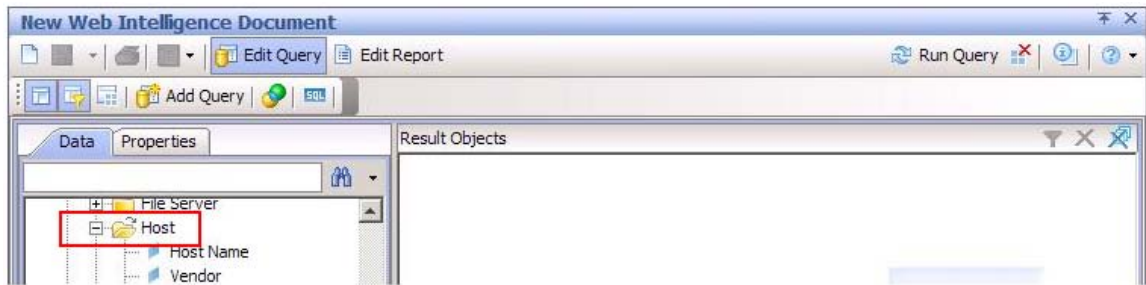 New Web Intelligence Document
Edit Query Edit Report Run Query
Add Query SQL
Data Properties Result Objects
File Server
Host
Host Name
Vendor